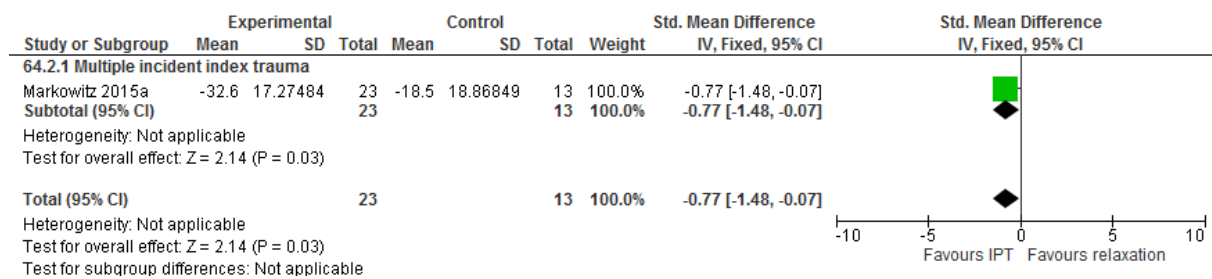 Experimental Control Std. Mean Difference Std. Mean Difference
Study or Subgroup Mean SD Total Mean SD Total Weight IV, Fixed, 95% CI IV, Fixed, 95% CI
64.2.1 Multiple incident index trauma
Markowitz 2015a -32.6 17.27484 23 -18.5 18.86849 13 100.0% -0.77 [-1.48, -0.07]
Subtotal (95% CI) 23 13 100.0% -0.77 [-1.48, -0.07]
Heterogeneity: Not applicable
Test for overall effect: Z = 2.14 (P = 0.03)
Total (95% CI) 23 13 100.0% -0.77 [-1.48, -0.07]
Heterogeneity: Not applicable
Test for overall effect: Z = 2.14 (P = 0.03)
Test for subgroup differences: Not applicable
-10 -5 0 5 10
Favours IPT Favours relaxation